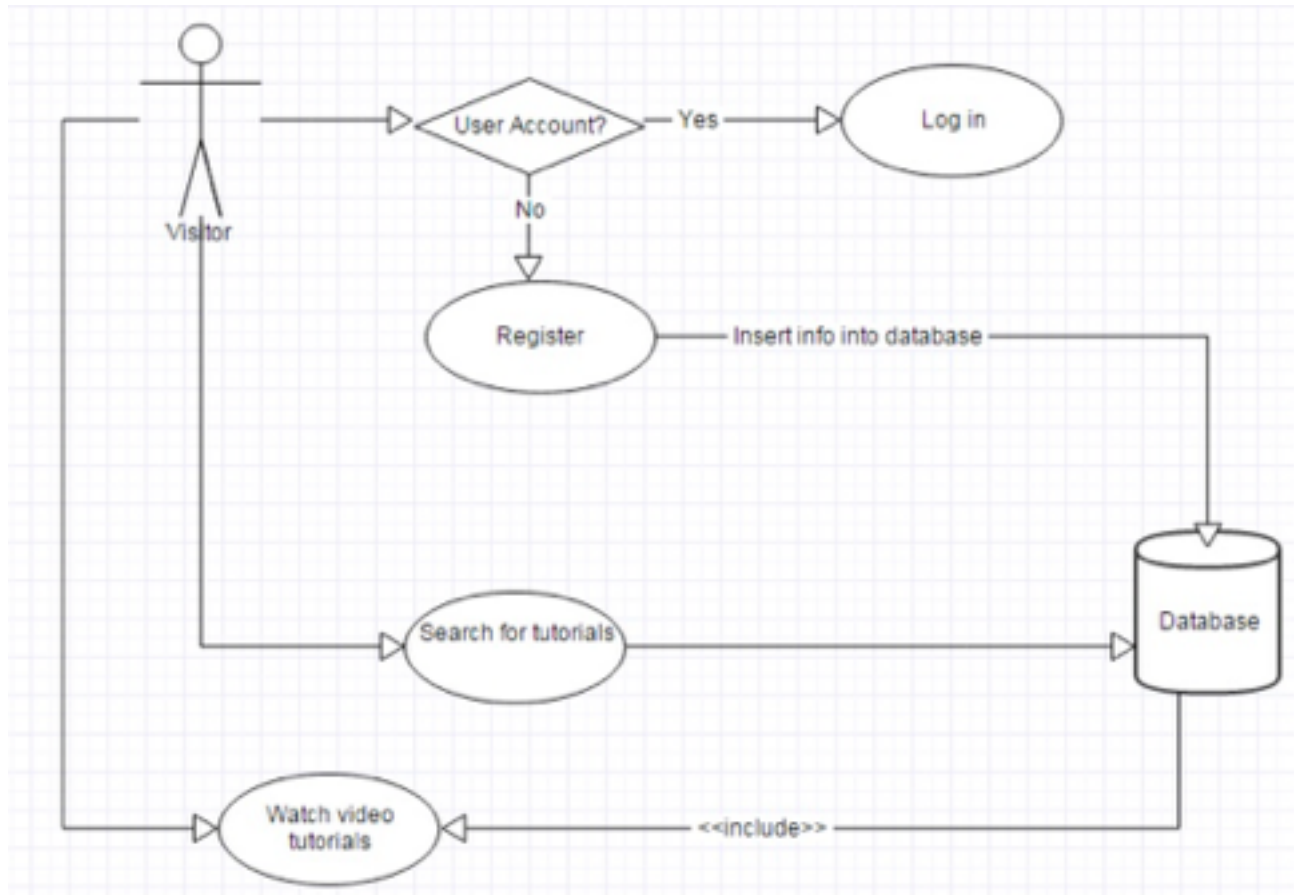 User Account?
Yes
Log in
No
Visitor
Register
Insert info into database
Search for tutorials
Database
Watch video
tutorials
<<include>>